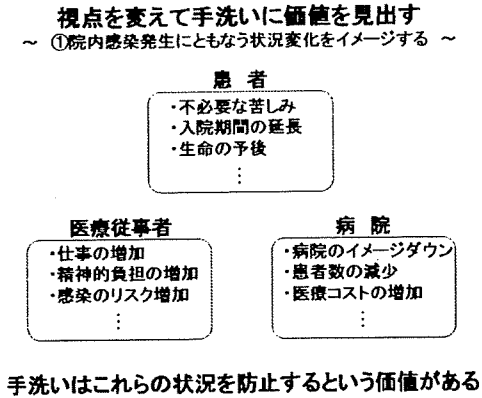 視点を変えて手洗いに価値を見出す
～ ①院内感染発生にともなう状況変化をイメージする ～
患 者
・不必要な苦しみ
・入院期間の延長
・生命の予後
⋮
医療従事者
・仕事の増加
・精神的負担の増加
・感染のリスク増加
⋮
病 院
・病院のイメージダウン
・患者数の減少
・医療コストの増加
⋮
手洗いはこれらの状況を防止するという価値がある